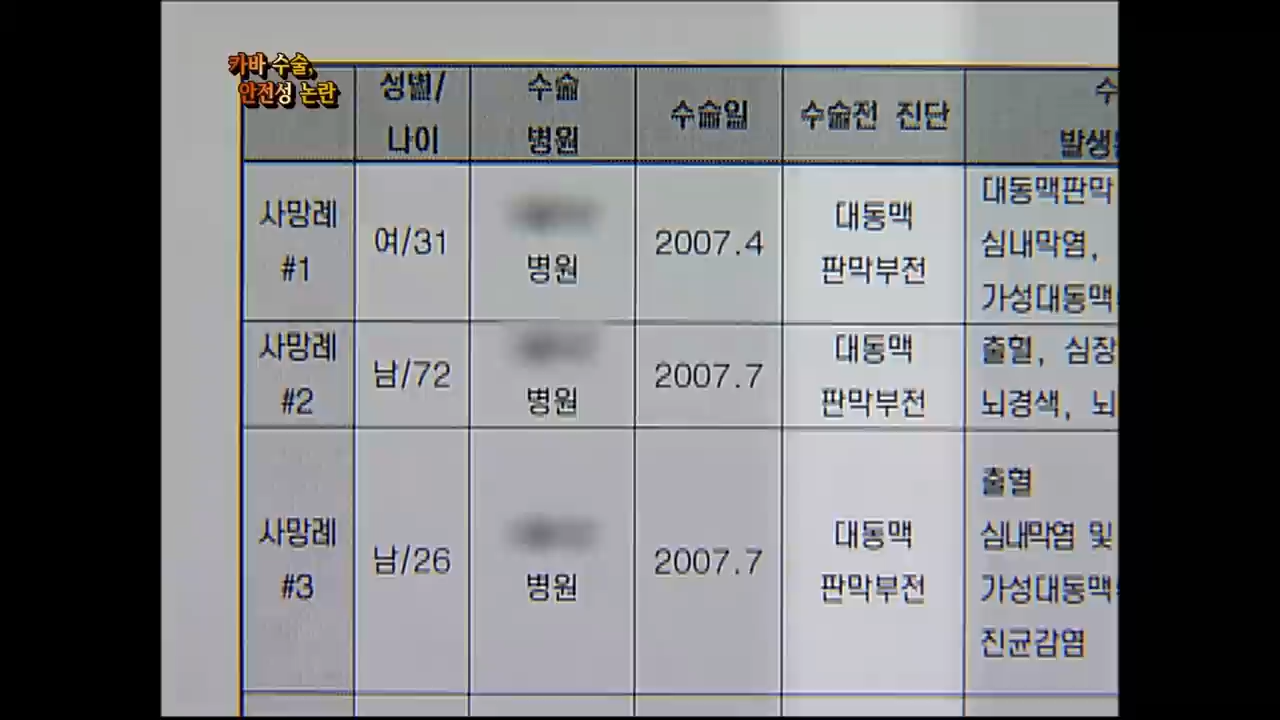 카바 수술,
안전성 논란
성별/
나이
수술
병원
수술일
수술전 진단
수
발생
사망례
#1
여/31
병원
2007.4
대동맥
판막부전
대동맥판막
심내막염,
가성대동맥
사망례
#2
남/72
병원
2007.7
대동맥
판막부전
출혈, 심장
뇌경색, 뇌
사망례
#3
남/26
병원
2007.7
대동맥
판막부전
출혈
심내막염 및
가성대동맥
진균감염